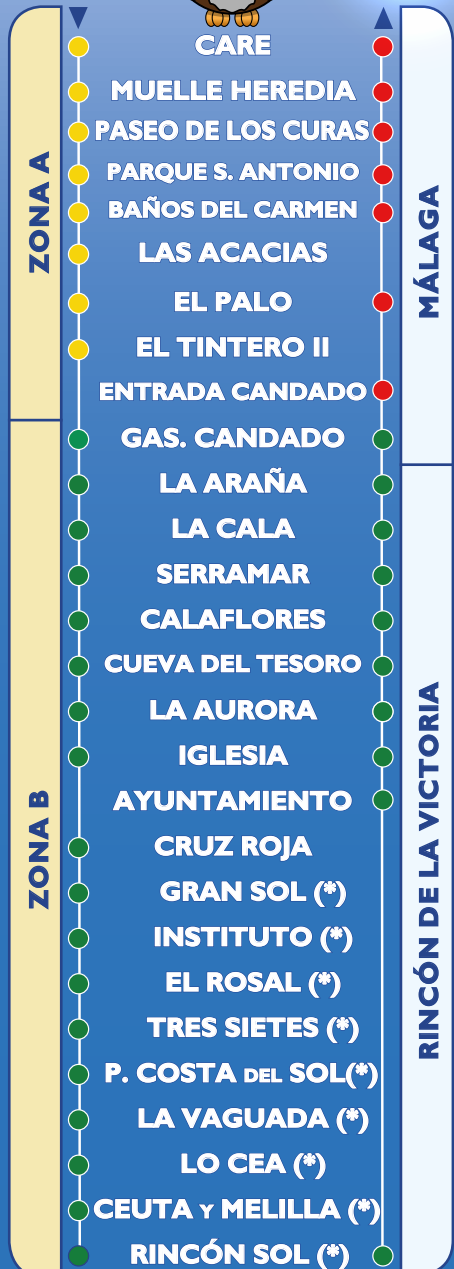 CARE
MUELLE HEREDIA
PASEO DE LOS CURAS
PARQUE S. ANTONIO
BAÑOS DEL CARMEN
LAS ACACIAS
EL PALO
EL TINTERO II
ENTRADA CANDADO
GAS. CANDADO
LA ARAÑA
LA CALA
SERRAMAR
CALAFLORES
CUEVA DEL TESORO
LA AURORA
IGLESIA
AYUNTAMIENTO
CRUZ ROJA
GRAN SOL (*)
INSTITUTO (*)
EL ROSAL (*)
TRES SIETES (*)
P. COSTA DEL SOL(*)
LA VAGUADA (*)
LO CEA (*)
CEUTA Y MELILLA (*)
RINCÓN SOL (*)
ZONA A
ZONA B
MÁLAGA
RINCÓN DE LA VICTORIA